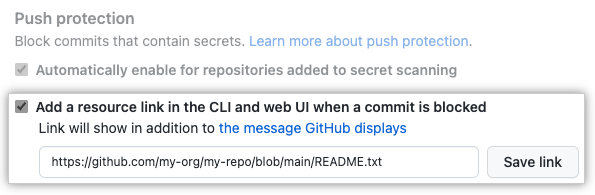 Push protection
Block commits that contain secrets. Learn more about push protection.
Automatically enable for repositories added to secret scanning
Add a resource link in the CLI and web UI when a commit is blocked
Link will show in addition to the message GitHub displays
https://github.com/my-org/my-repo/blob/main/README.txt Save link